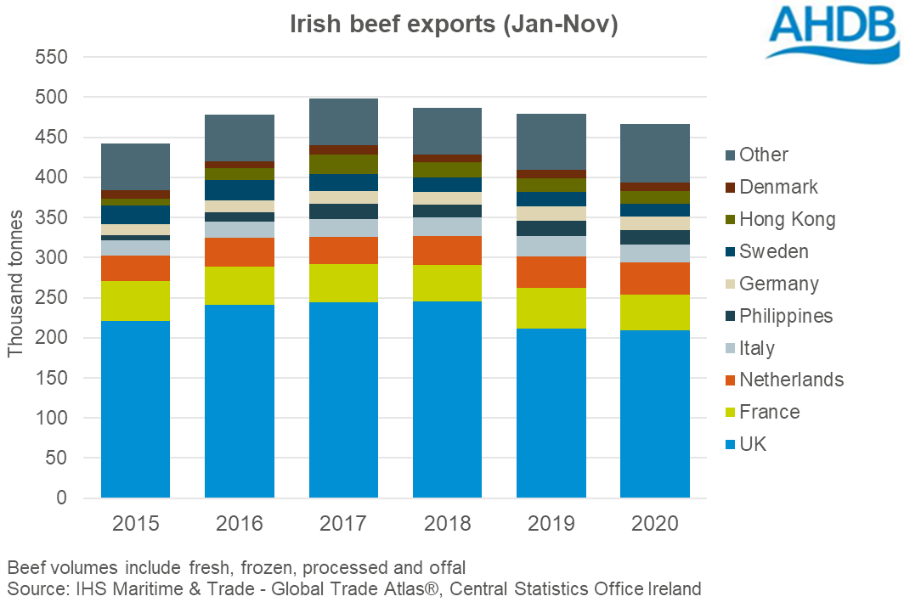 Irish beef exports (Jan-Nov)
AHDB
Thousand tonnes
550
500
450
400
350
300
250
200
150
100
50
0
2015 2016 2017 2018 2019 2020
Other
Denmark
Hong Kong
Sweden
Germany
Philippines
Italy
Netherlands
France
UK
Beef volumes include fresh, frozen, processed and offal
Source: IHS Maritime & Trade - Global Trade Atlas®, Central Statistics Office Ireland